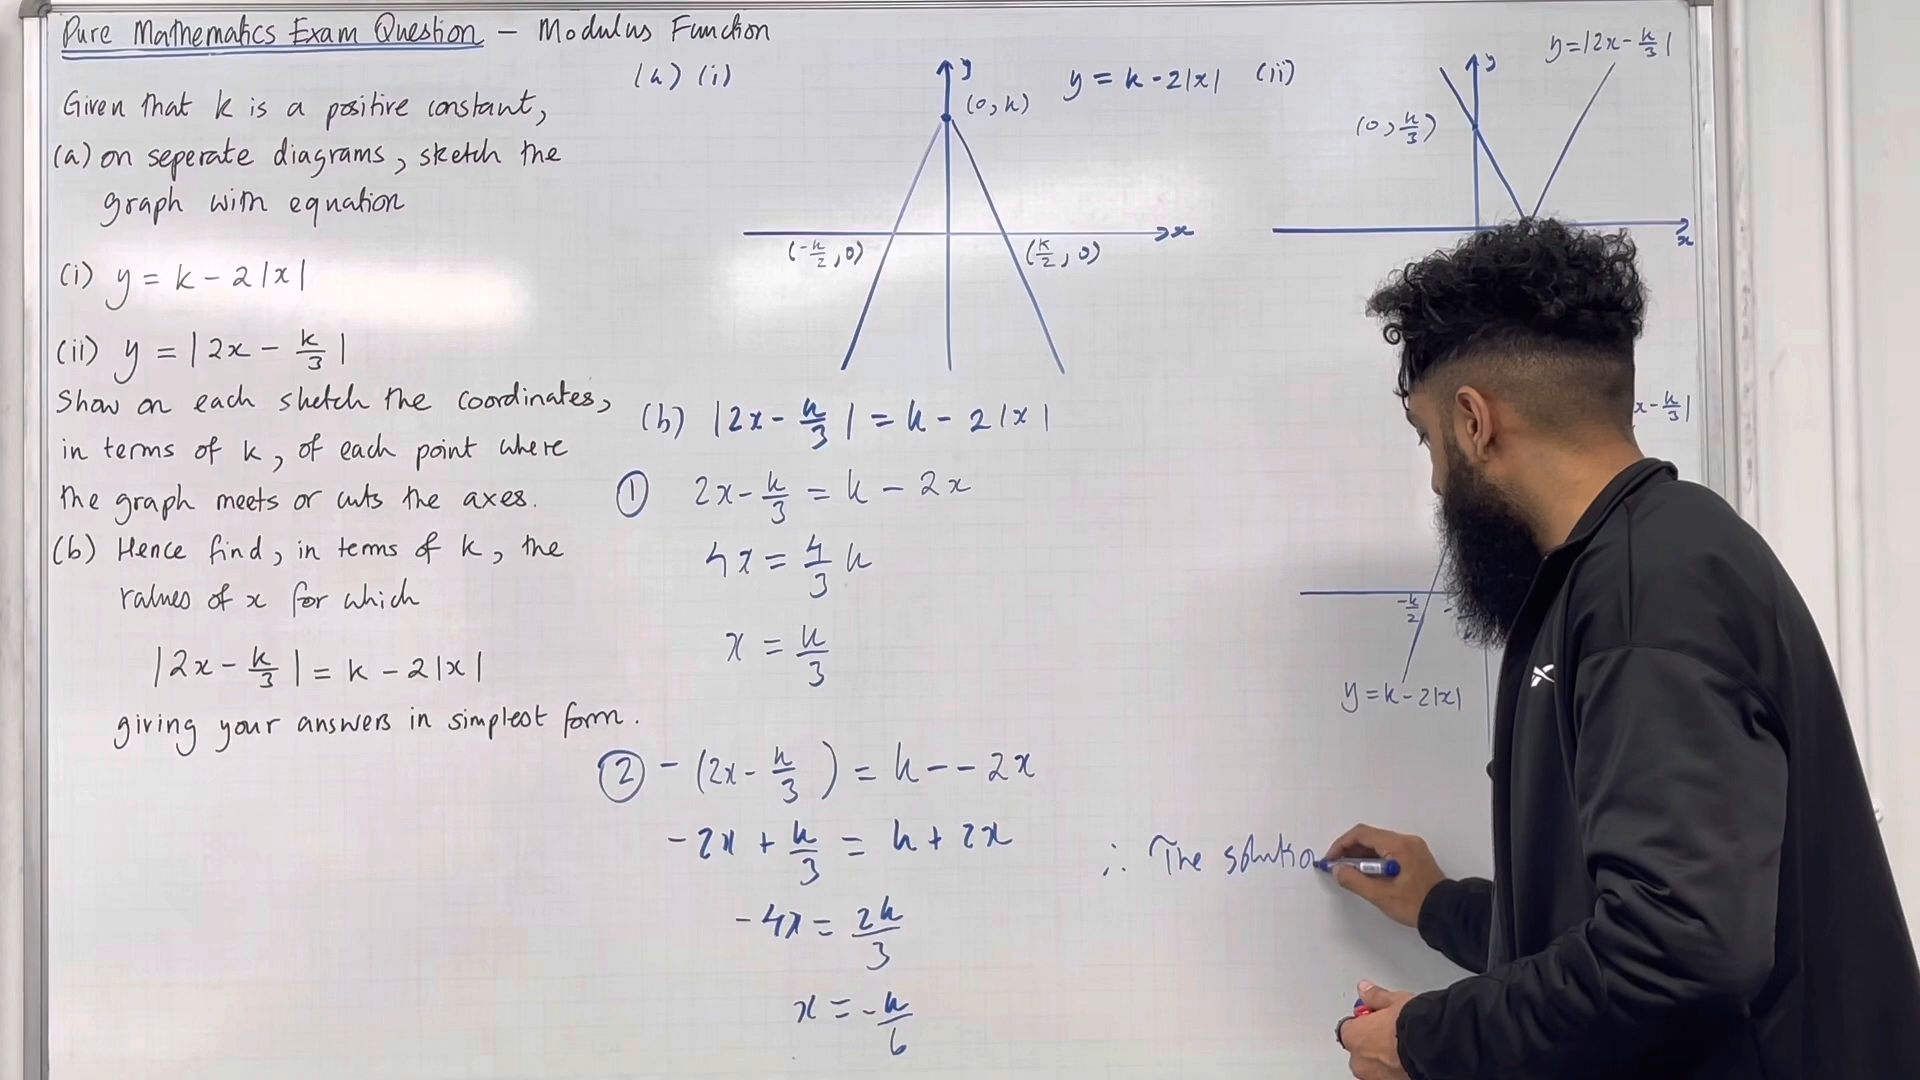 Pure Mathematics Exam Question - Modulus Function
Given that k is a positive constant,
(a) on seperate diagrams, sketch the
graph with equation
(i) y = k - 2|x|
(ii) y = |2x - k/3|
Show on each sketch the coordinates,
in terms of k, of each point where
the graph meets or cuts the axes.
(b) Hence find, in terms of k, the
values of x for which
|2x - k/3| = k - 2|x|
giving your answers in simplest form.
(a) (i)
y
(0, k)
y = k - 2|x|
x
(-k/2, 0)
(k/2, 0)
(ii)
y
y = |2x - k/3|
(0, k/3)
x
(b) |2x - k/3| = k - 2|x|
① 2x - k/3 = k - 2x
4x = 4/3 k
x = k/3
② -(2x - k/3) = k - - 2x
-2x + k/3 = k + 2x
-4x = 2k/3
x = -k/6
x - k/3|
-k/2
y = k - 2|x|
∴ The solutio